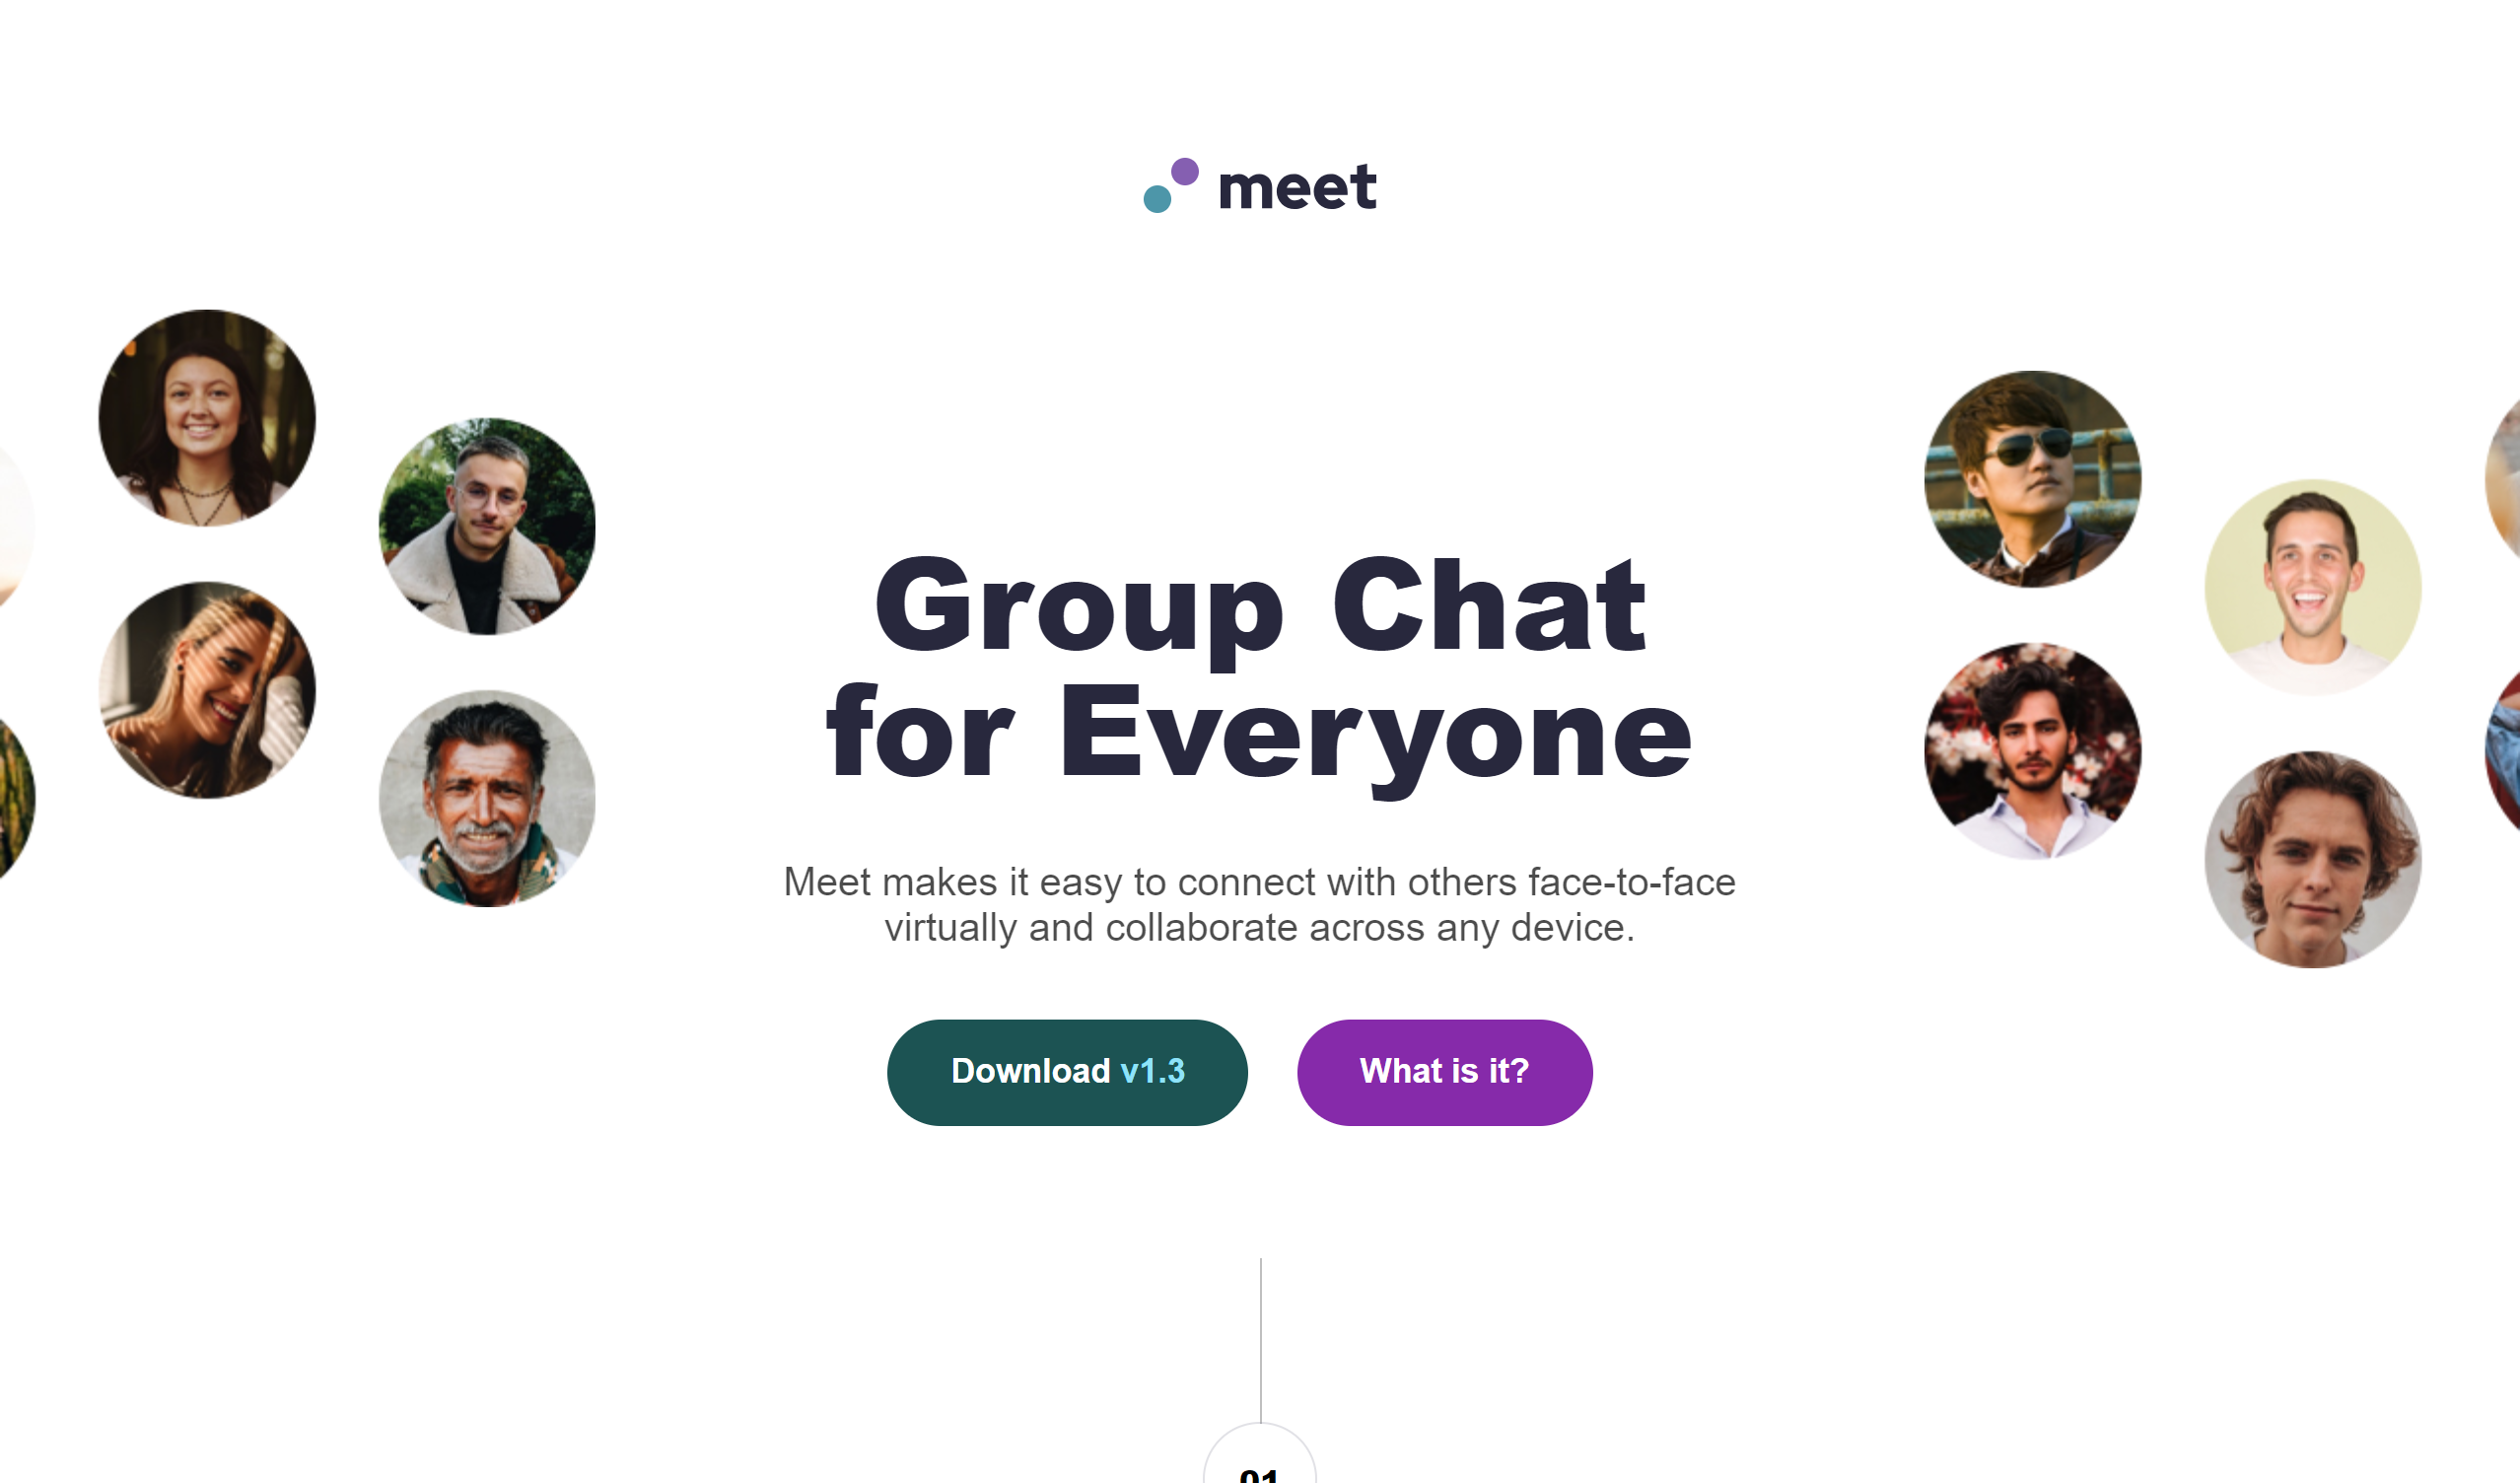 meet
Group Chat
for Everyone
Meet makes it easy to connect with others face-to-face
virtually and collaborate across any device.
Download v1.3
What is it?
01